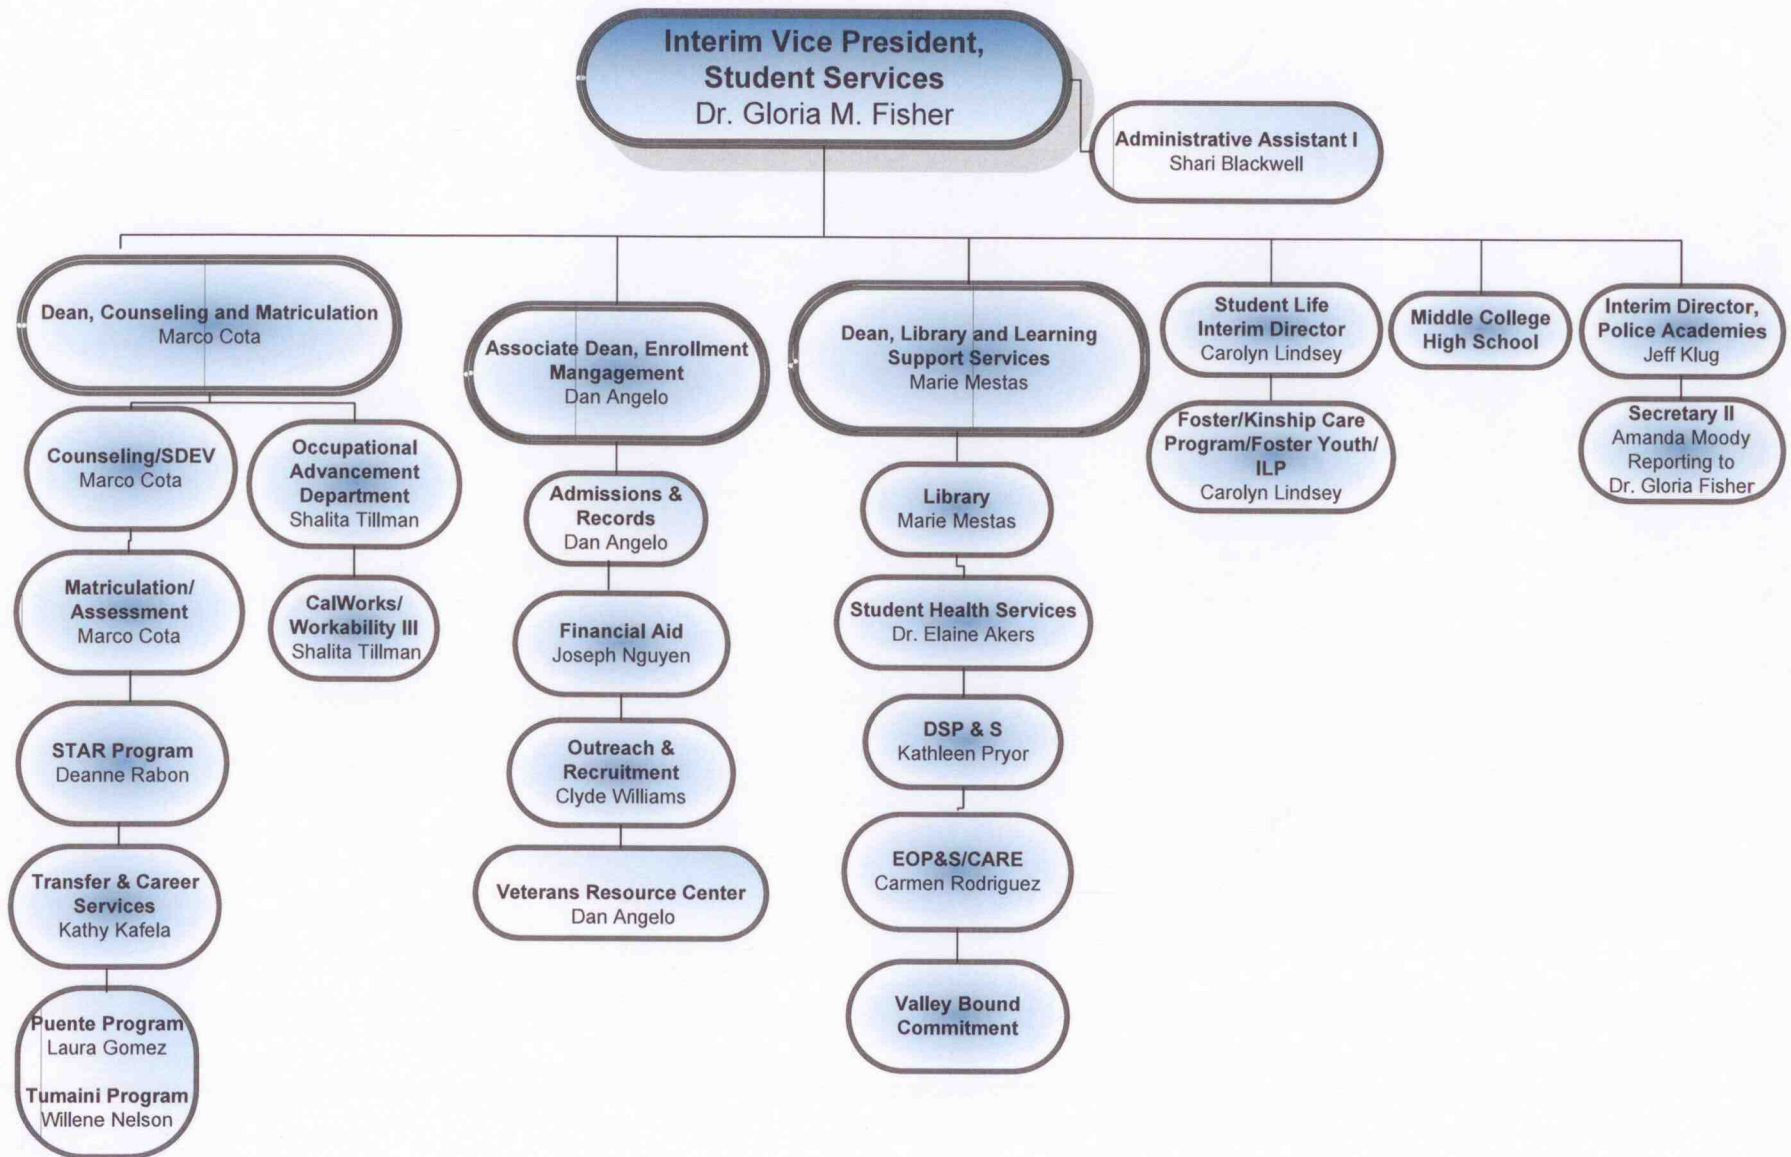 Interim Vice President,
Student Services
Dr. Gloria M. Fisher
Administrative Assistant I
Shari Blackwell
Dean, Counseling and Matriculation
Marco Cota
Counseling/SDEV
Marco Cota
Matriculation/
Assessment
Marco Cota
STAR Program
Deanne Rabon
Transfer & Career
Services
Kathy Kafela
Puente Program
Laura Gomez
Tumaini Program
Willene Nelson
Occupational
Advancement
Department
Shalita Tillman
CalWorks/
Workability III
Shalita Tillman
Associate Dean, Enrollment
Mangagement
Dan Angelo
Admissions &
Records
Dan Angelo
Financial Aid
Joseph Nguyen
Outreach &
Recruitment
Clyde Williams
Veterans Resource Center
Dan Angelo
Dean, Library and Learning
Support Services
Marie Mestas
Library
Marie Mestas
Student Health Services
Dr. Elaine Akers
DSP & S
Kathleen Pryor
EOP&S/CARE
Carmen Rodriguez
Valley Bound
Commitment
Student Life
Interim Director
Carolyn Lindsey
Foster/Kinship Care
Program/Foster Youth/
ILP
Carolyn Lindsey
Middle College
High School
Interim Director,
Police Academies
Jeff Klug
Secretary II
Amanda Moody
Reporting to
Dr. Gloria Fisher